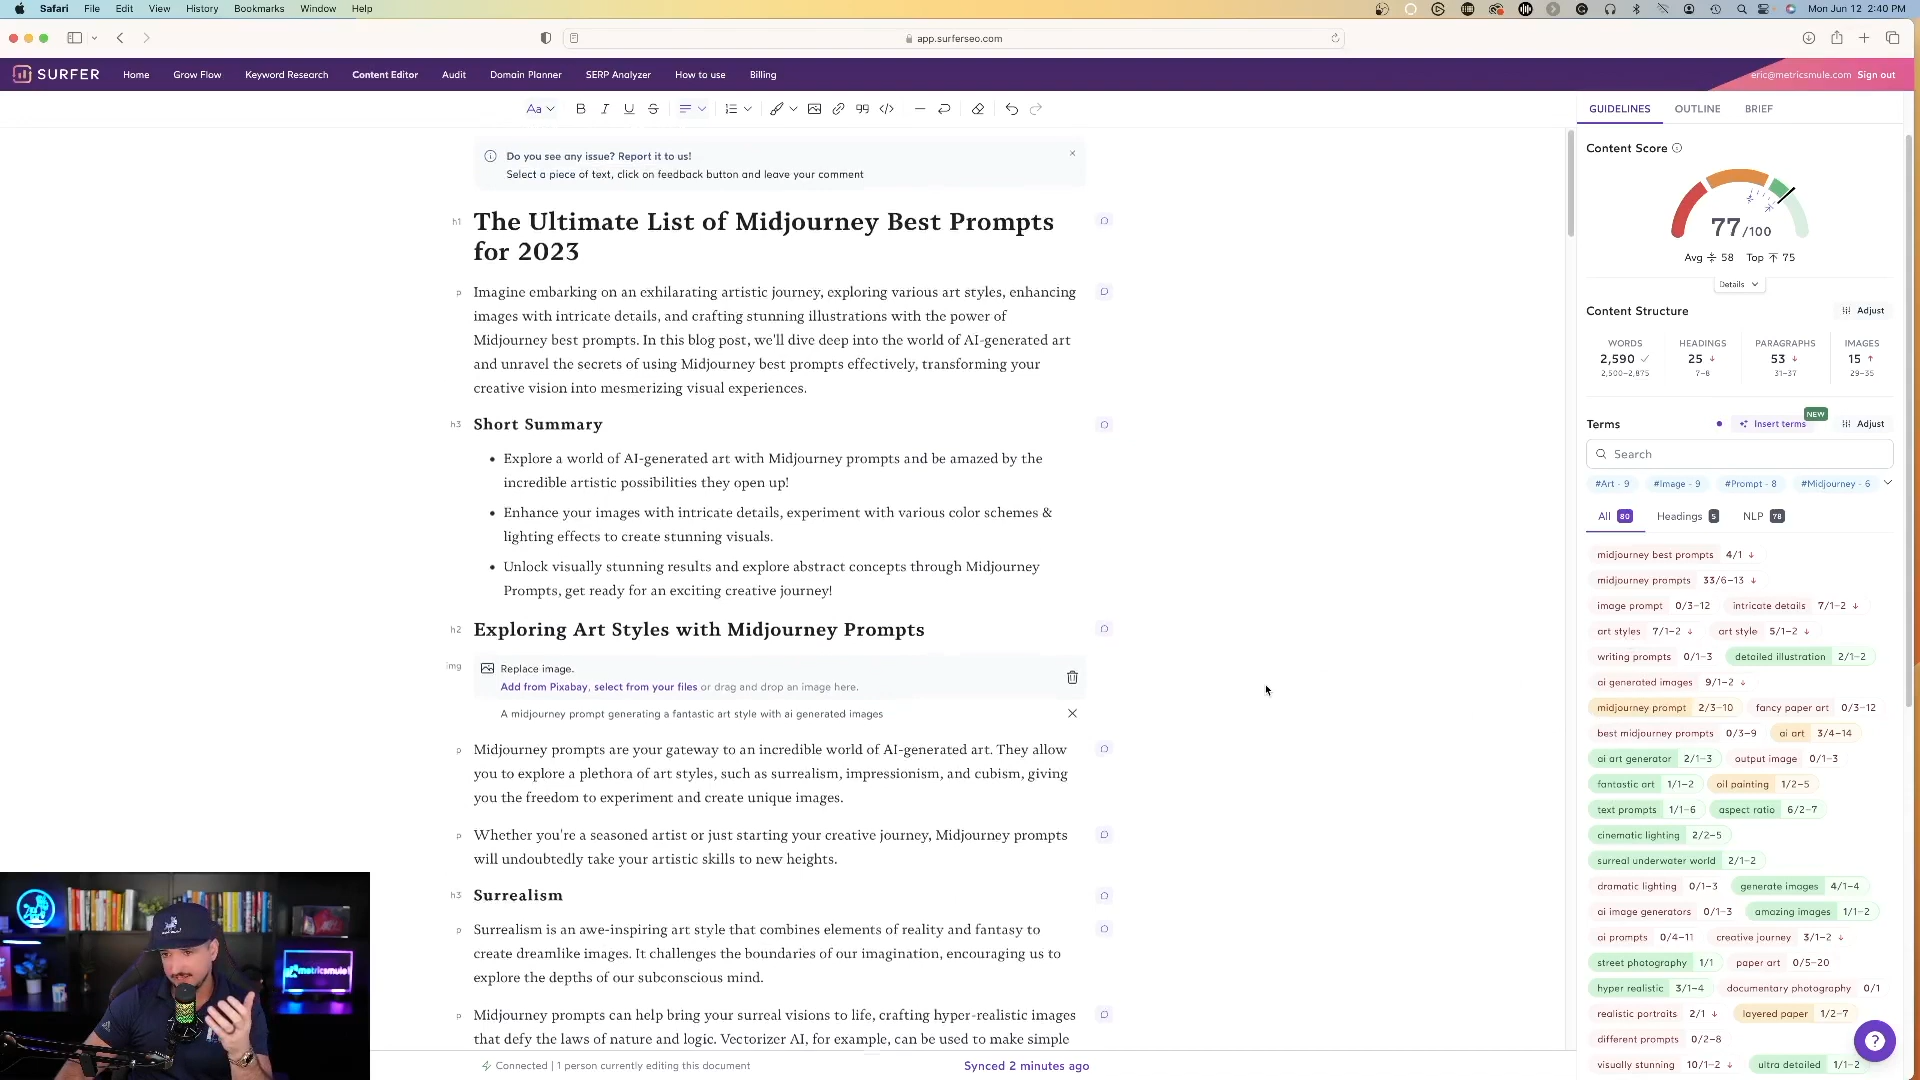 Safari File Edit View History Bookmarks Window Help Mon Jun 12 2:40 PM
app.surferseo.com
SURFER Home Grow Flow Keyword Research Content Editor Audit Domain Planner SERP Analyzer How to use Billing eric@metricsmule.com Sign out
Aa B I U S
GUIDELINES OUTLINE BRIEF
Do you see any issue? Report it to us!
Select a piece of text, click on feedback button and leave your comment
h1 The Ultimate List of Midjourney Best Prompts
for 2023
p Imagine embarking on an exhilarating artistic journey, exploring various art styles, enhancing
images with intricate details, and crafting stunning illustrations with the power of
Midjourney best prompts. In this blog post, we'll dive deep into the world of AI-generated art
and unravel the secrets of using Midjourney best prompts effectively, transforming your
creative vision into mesmerizing visual experiences.
h3 Short Summary
• Explore a world of AI-generated art with Midjourney prompts and be amazed by the
incredible artistic possibilities they open up!
• Enhance your images with intricate details, experiment with various color schemes &
lighting effects to create stunning visuals.
• Unlock visually stunning results and explore abstract concepts through Midjourney
Prompts, get ready for an exciting creative journey!
h2 Exploring Art Styles with Midjourney Prompts
img Replace image.
Add from Pixabay, select from your files or drag and drop an image here.
A midjourney prompt generating a fantastic art style with ai generated images
p Midjourney prompts are your gateway to an incredible world of AI-generated art. They allow
you to explore a plethora of art styles, such as surrealism, impressionism, and cubism, giving
you the freedom to experiment and create unique images.
p Whether you're a seasoned artist or just starting your creative journey, Midjourney prompts
will undoubtedly take your artistic skills to new heights.
h3 Surrealism
p Surrealism is an awe-inspiring art style that combines elements of reality and fantasy to
create dreamlike images. It challenges the boundaries of our imagination, encouraging us to
explore the depths of our subconscious mind.
p Midjourney prompts can help bring your surreal visions to life, crafting hyper-realistic images
that defy the laws of nature and logic. Vectorizer AI, for example, can be used to make simple
Connected | 1 person currently editing this document Synced 2 minutes ago
Content Score
77/100
Avg 58 Top 75
Details
Content Structure Adjust
WORDS HEADINGS PARAGRAPHS IMAGES
2,590 25 53 15
2,500–2,875 7–8 31–37 29–35
NEW
Terms Insert terms Adjust
Search
#Art - 9 #Image - 9 #Prompt - 8 #Midjourney - 6
All 80 Headings 5 NLP 78
midjourney best prompts 4/1 ↓
midjourney prompts 33/6–13 ↓
image prompt 0/3–12 intricate details 7/1–2 ↓
art styles 7/1–2 ↓ art style 5/1–2 ↓
writing prompts 0/1–3 detailed illustration 2/1–2
ai generated images 9/1–2 ↓
midjourney prompt 2/3–10 fancy paper art 0/3–12
best midjourney prompts 0/3–9 ai art 3/4–14
ai art generator 2/1–3 output image 0/1–3
fantastic art 1/1–2 oil painting 1/2–5
text prompts 1/1–6 aspect ratio 6/2–7
cinematic lighting 2/2–5
surreal underwater world 2/1–2
dramatic lighting 0/1–3 generate images 4/1–4
ai image generators 0/1–3 amazing images 1/1–2
ai prompts 0/4–11 creative journey 3/1–2 ↓
street photography 1/1 paper art 0/5–20
hyper realistic 3/1–4 documentary photography 0/1
realistic portraits 2/1 ↓ layered paper 1/2–7
different prompts 0/2–8
visually stunning 10/1–2 ↓ ultra detailed 1/1–2
?
metricsmule